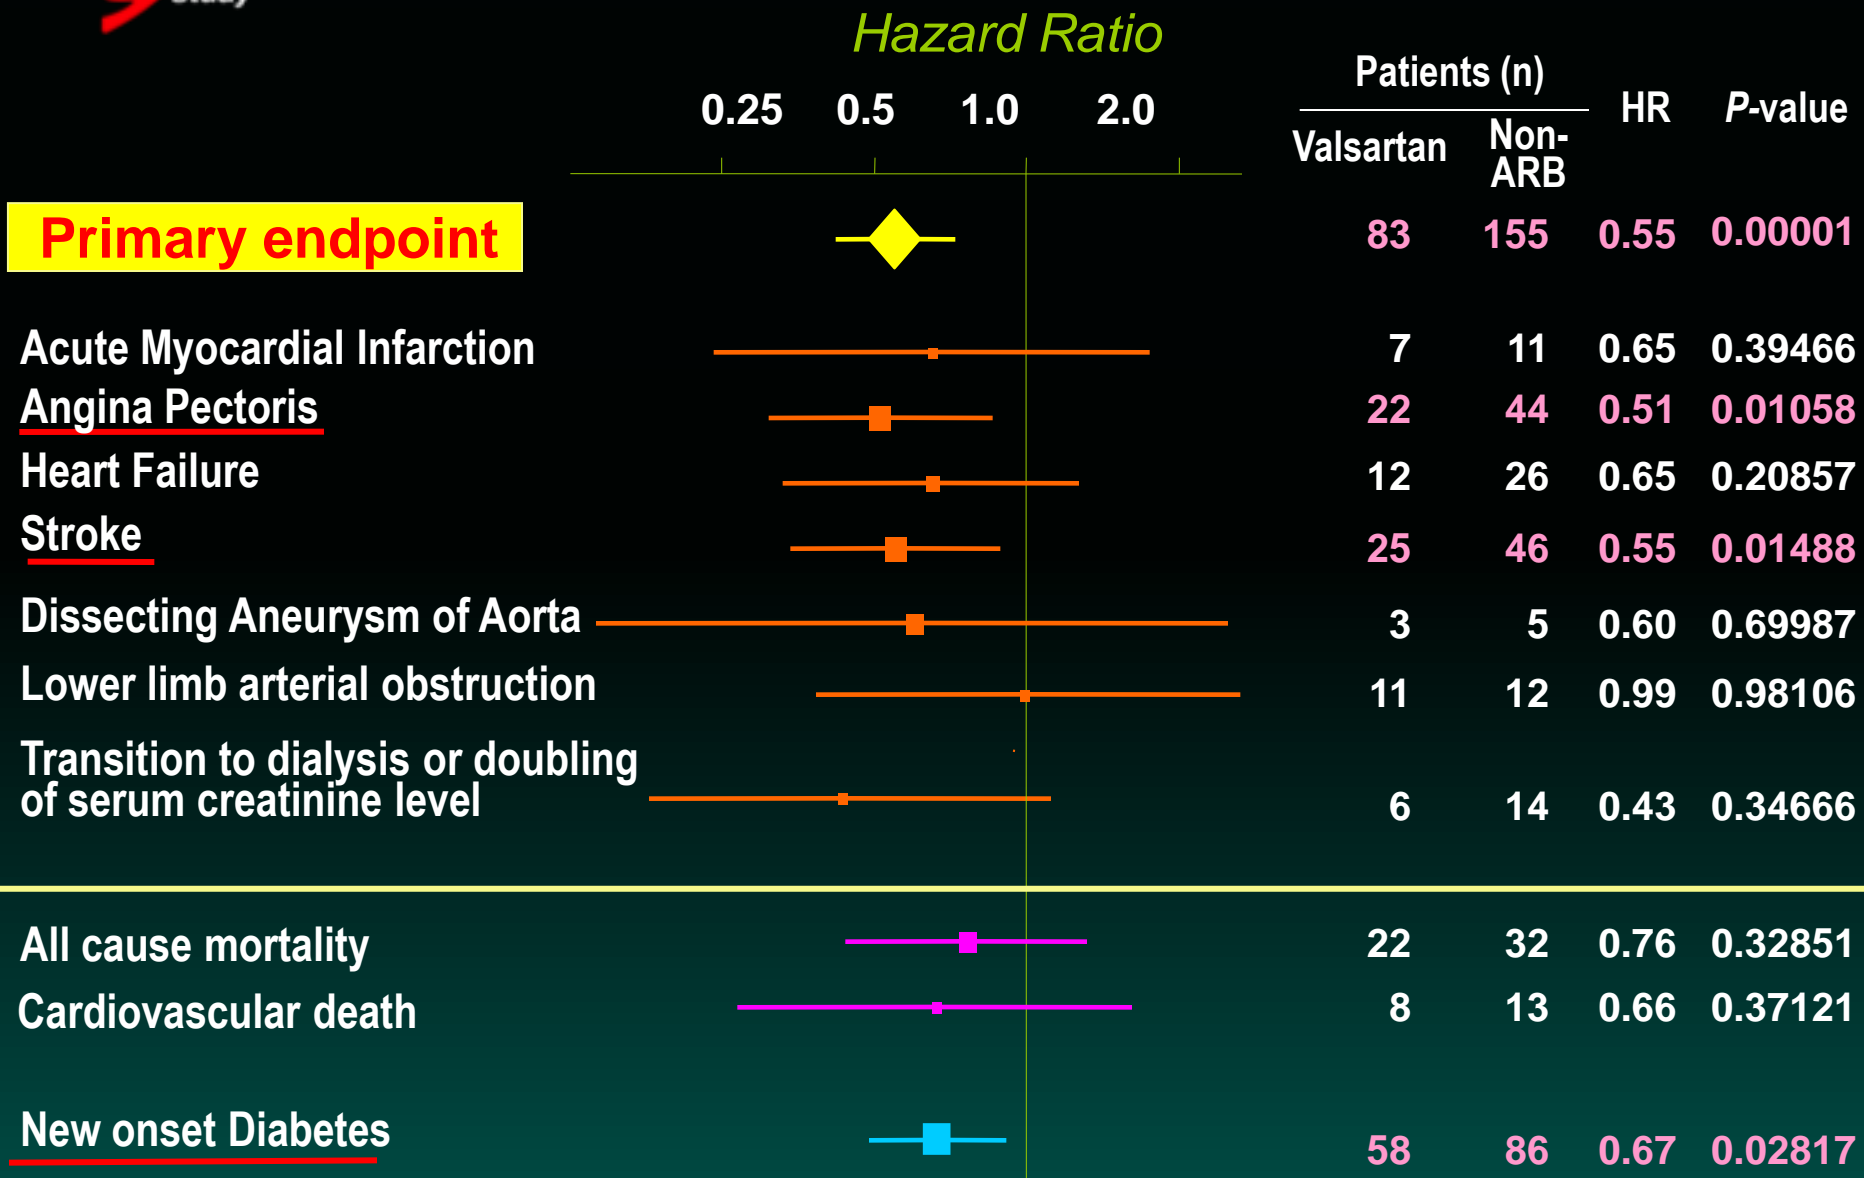 Study
Hazard Ratio
Patients (n)
0.25 0.5 1.0 2.0
HR P-value
Valsartan Non-
ARB
Primary endpoint 83 155 0.55 0.00001
Acute Myocardial Infarction 7 11 0.65 0.39466
Angina Pectoris 22 44 0.51 0.01058
Heart Failure 12 26 0.65 0.20857
Stroke 25 46 0.55 0.01488
Dissecting Aneurysm of Aorta 3 5 0.60 0.69987
Lower limb arterial obstruction 11 12 0.99 0.98106
Transition to dialysis or doubling
of serum creatinine level 6 14 0.43 0.34666
All cause mortality 22 32 0.76 0.32851
Cardiovascular death 8 13 0.66 0.37121
New onset Diabetes 58 86 0.67 0.02817